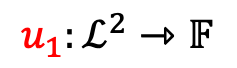 u₁: ℒ² → 𝔽